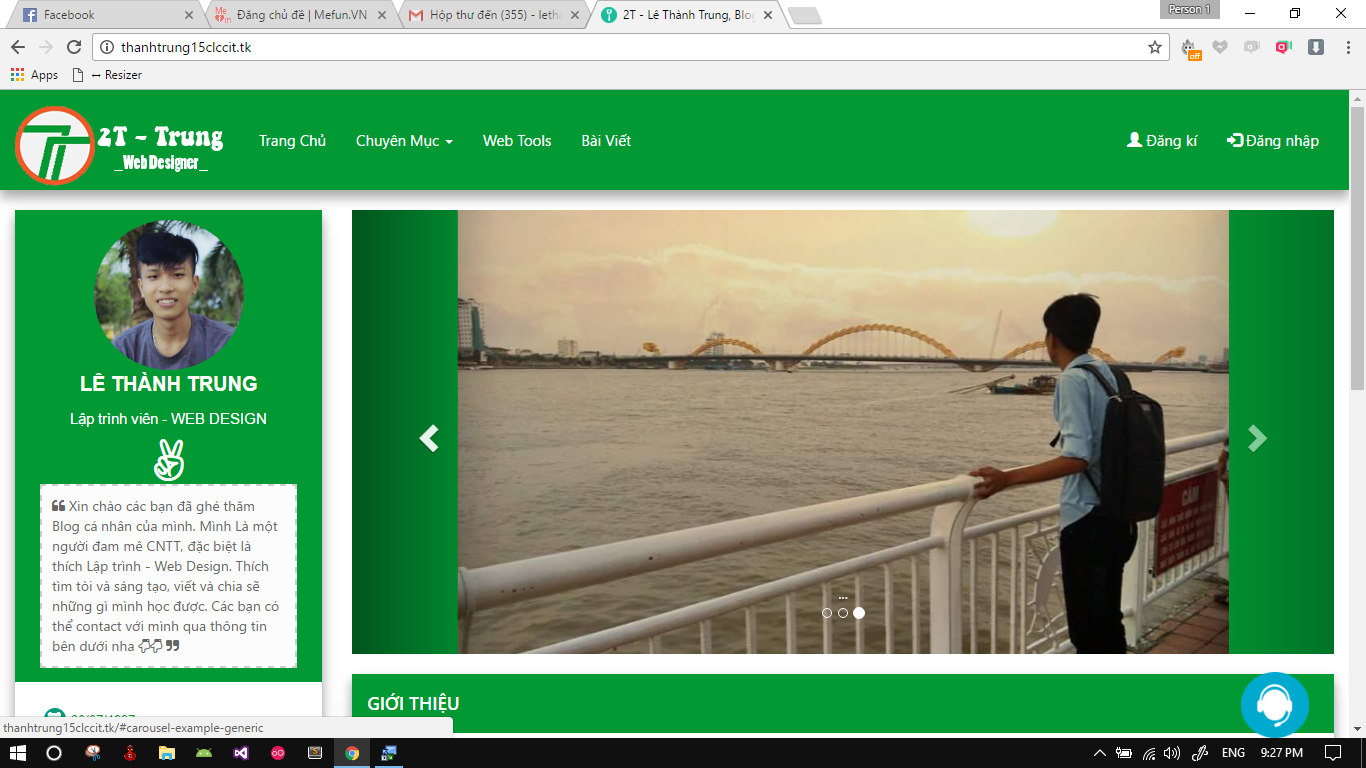 Person 1
Facebook
Đăng chủ đề | Mefun.VN
Hộp thư đến (355) - letha
2T - Lê Thành Trung, Blog
thanhtrung15clccit.tk
off
Apps
Resizer
2T - Trung
_Web Designer_
Trang Chủ
Chuyên Mục
Web Tools
Bài Viết
Đăng kí
Đăng nhập
LÊ THÀNH TRUNG
Lập trình viên - WEB DESIGN
Xin chào các bạn đã ghé thăm
Blog cá nhân của mình. Mình Là một
người đam mê CNTT, đặc biệt là
thích Lập trình - Web Design. Thích
tìm tòi và sáng tạo, viết và chia sẽ
những gì mình học được. Các bạn có
thể contact với mình qua thông tin
bên dưới nha
CẤM
...
GIỚI THIỆU
thanhtrung15clccit.tk/#carousel-example-generic
ENG
9:27 PM